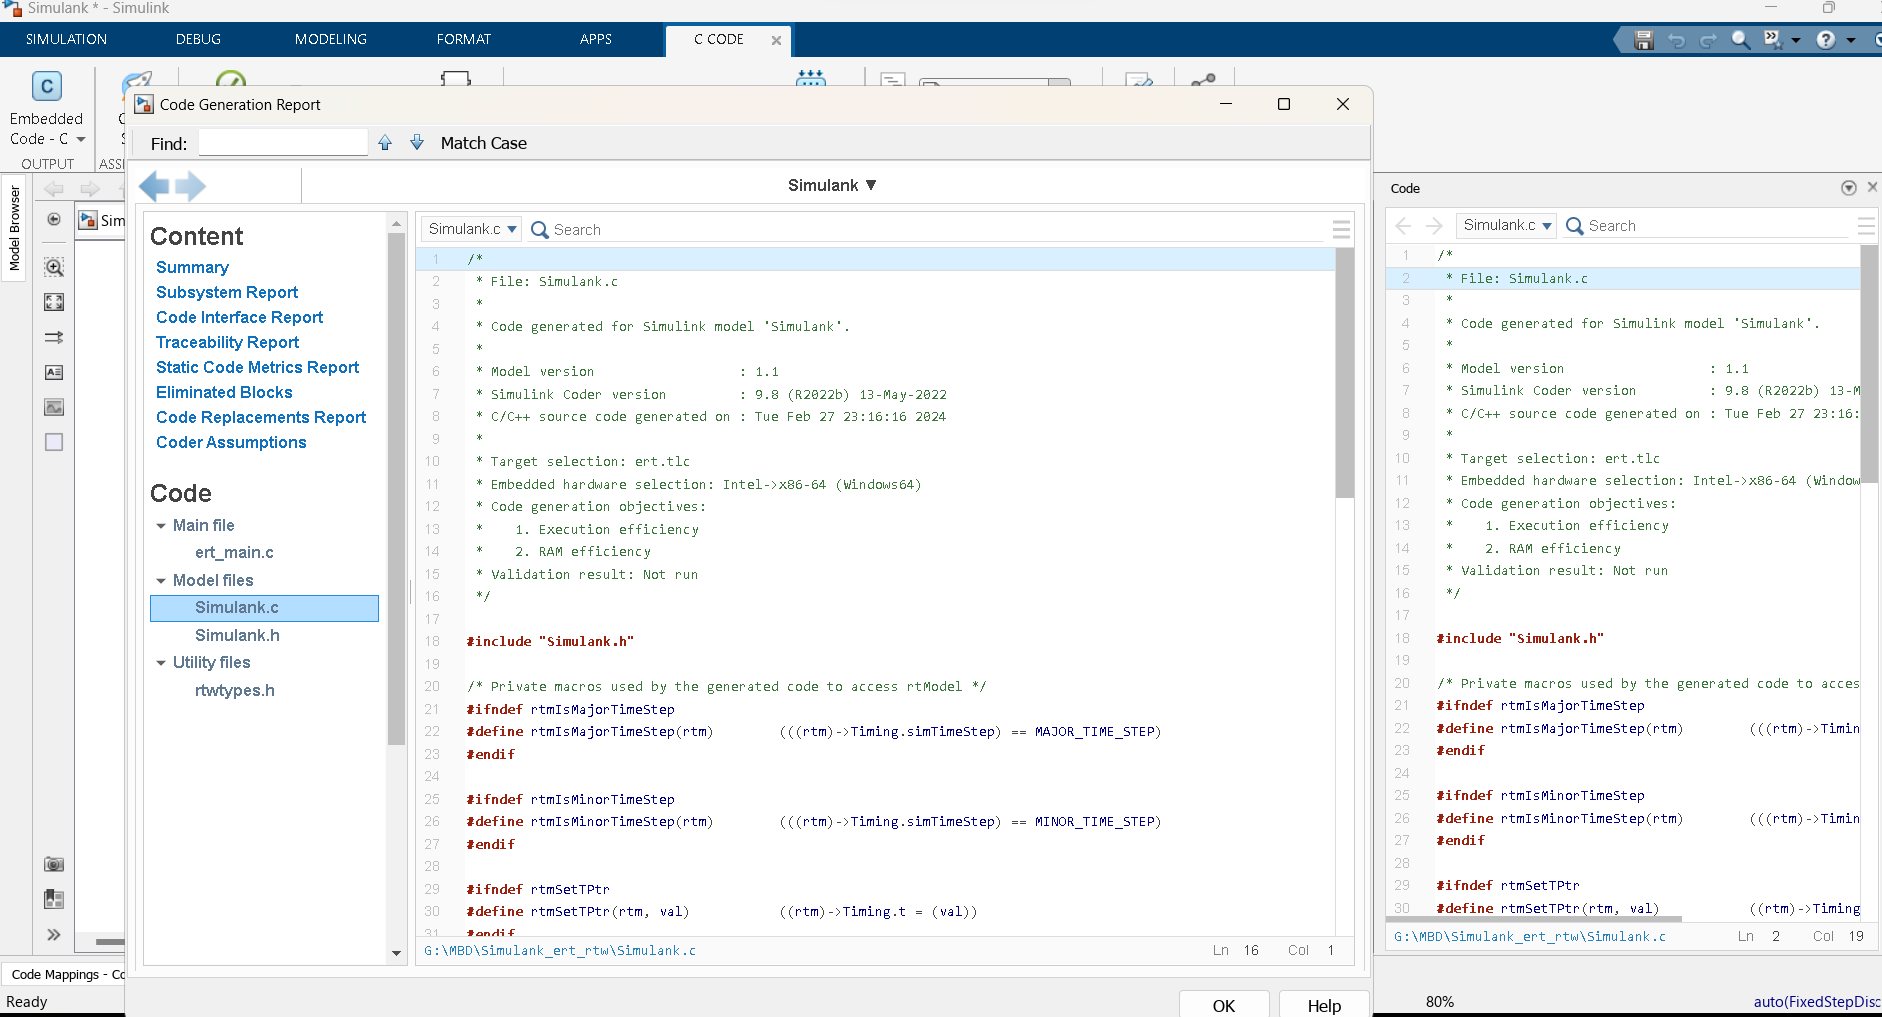 Simulank * - Simulink
SIMULATION DEBUG MODELING FORMAT APPS C CODE
C
Embedded
Code - C
OUTPUT
ASS
Code Generation Report
Find: Match Case
Simulank ▼
Model Browser
Sim
Content
Summary
Subsystem Report
Code Interface Report
Traceability Report
Static Code Metrics Report
Eliminated Blocks
Code Replacements Report
Coder Assumptions
Code
Main file
ert_main.c
Model files
Simulank.c
Simulank.h
Utility files
rtwtypes.h
Simulank.c Search
1 /*
2 * File: Simulank.c
3 *
4 * Code generated for Simulink model 'Simulank'.
5 *
6 * Model version : 1.1
7 * Simulink Coder version : 9.8 (R2022b) 13-May-2022
8 * C/C++ source code generated on : Tue Feb 27 23:16:16 2024
9 *
10 * Target selection: ert.tlc
11 * Embedded hardware selection: Intel->x86-64 (Windows64)
12 * Code generation objectives:
13 * 1. Execution efficiency
14 * 2. RAM efficiency
15 * Validation result: Not run
16 */
17
18 #include "Simulank.h"
19
20 /* Private macros used by the generated code to access rtModel */
21 #ifndef rtmIsMajorTimeStep
22 #define rtmIsMajorTimeStep(rtm) (((rtm)->Timing.simTimeStep) == MAJOR_TIME_STEP)
23 #endif
24
25 #ifndef rtmIsMinorTimeStep
26 #define rtmIsMinorTimeStep(rtm) (((rtm)->Timing.simTimeStep) == MINOR_TIME_STEP)
27 #endif
28
29 #ifndef rtmSetTPtr
30 #define rtmSetTPtr(rtm, val) ((rtm)->Timing.t = (val))
31 #endif
G:\MBD\Simulank_ert_rtw\Simulank.c Ln 16 Col 1
OK Help
Code
Simulank.c Search
1 /*
2 * File: Simulank.c
3 *
4 * Code generated for Simulink model 'Simulank'.
5 *
6 * Model version : 1.1
7 * Simulink Coder version : 9.8 (R2022b) 13-M
8 * C/C++ source code generated on : Tue Feb 27 23:16:
9 *
10 * Target selection: ert.tlc
11 * Embedded hardware selection: Intel->x86-64 (Window
12 * Code generation objectives:
13 * 1. Execution efficiency
14 * 2. RAM efficiency
15 * Validation result: Not run
16 */
17
18 #include "Simulank.h"
19
20 /* Private macros used by the generated code to acces
21 #ifndef rtmIsMajorTimeStep
22 #define rtmIsMajorTimeStep(rtm) (((rtm)->Timin
23 #endif
24
25 #ifndef rtmIsMinorTimeStep
26 #define rtmIsMinorTimeStep(rtm) (((rtm)->Timin
27 #endif
28
29 #ifndef rtmSetTPtr
30 #define rtmSetTPtr(rtm, val) ((rtm)->Timing
G:\MBD\Simulank_ert_rtw\Simulank.c Ln 2 Col 19
Code Mappings - Co
Ready 80% auto(FixedStepDisc